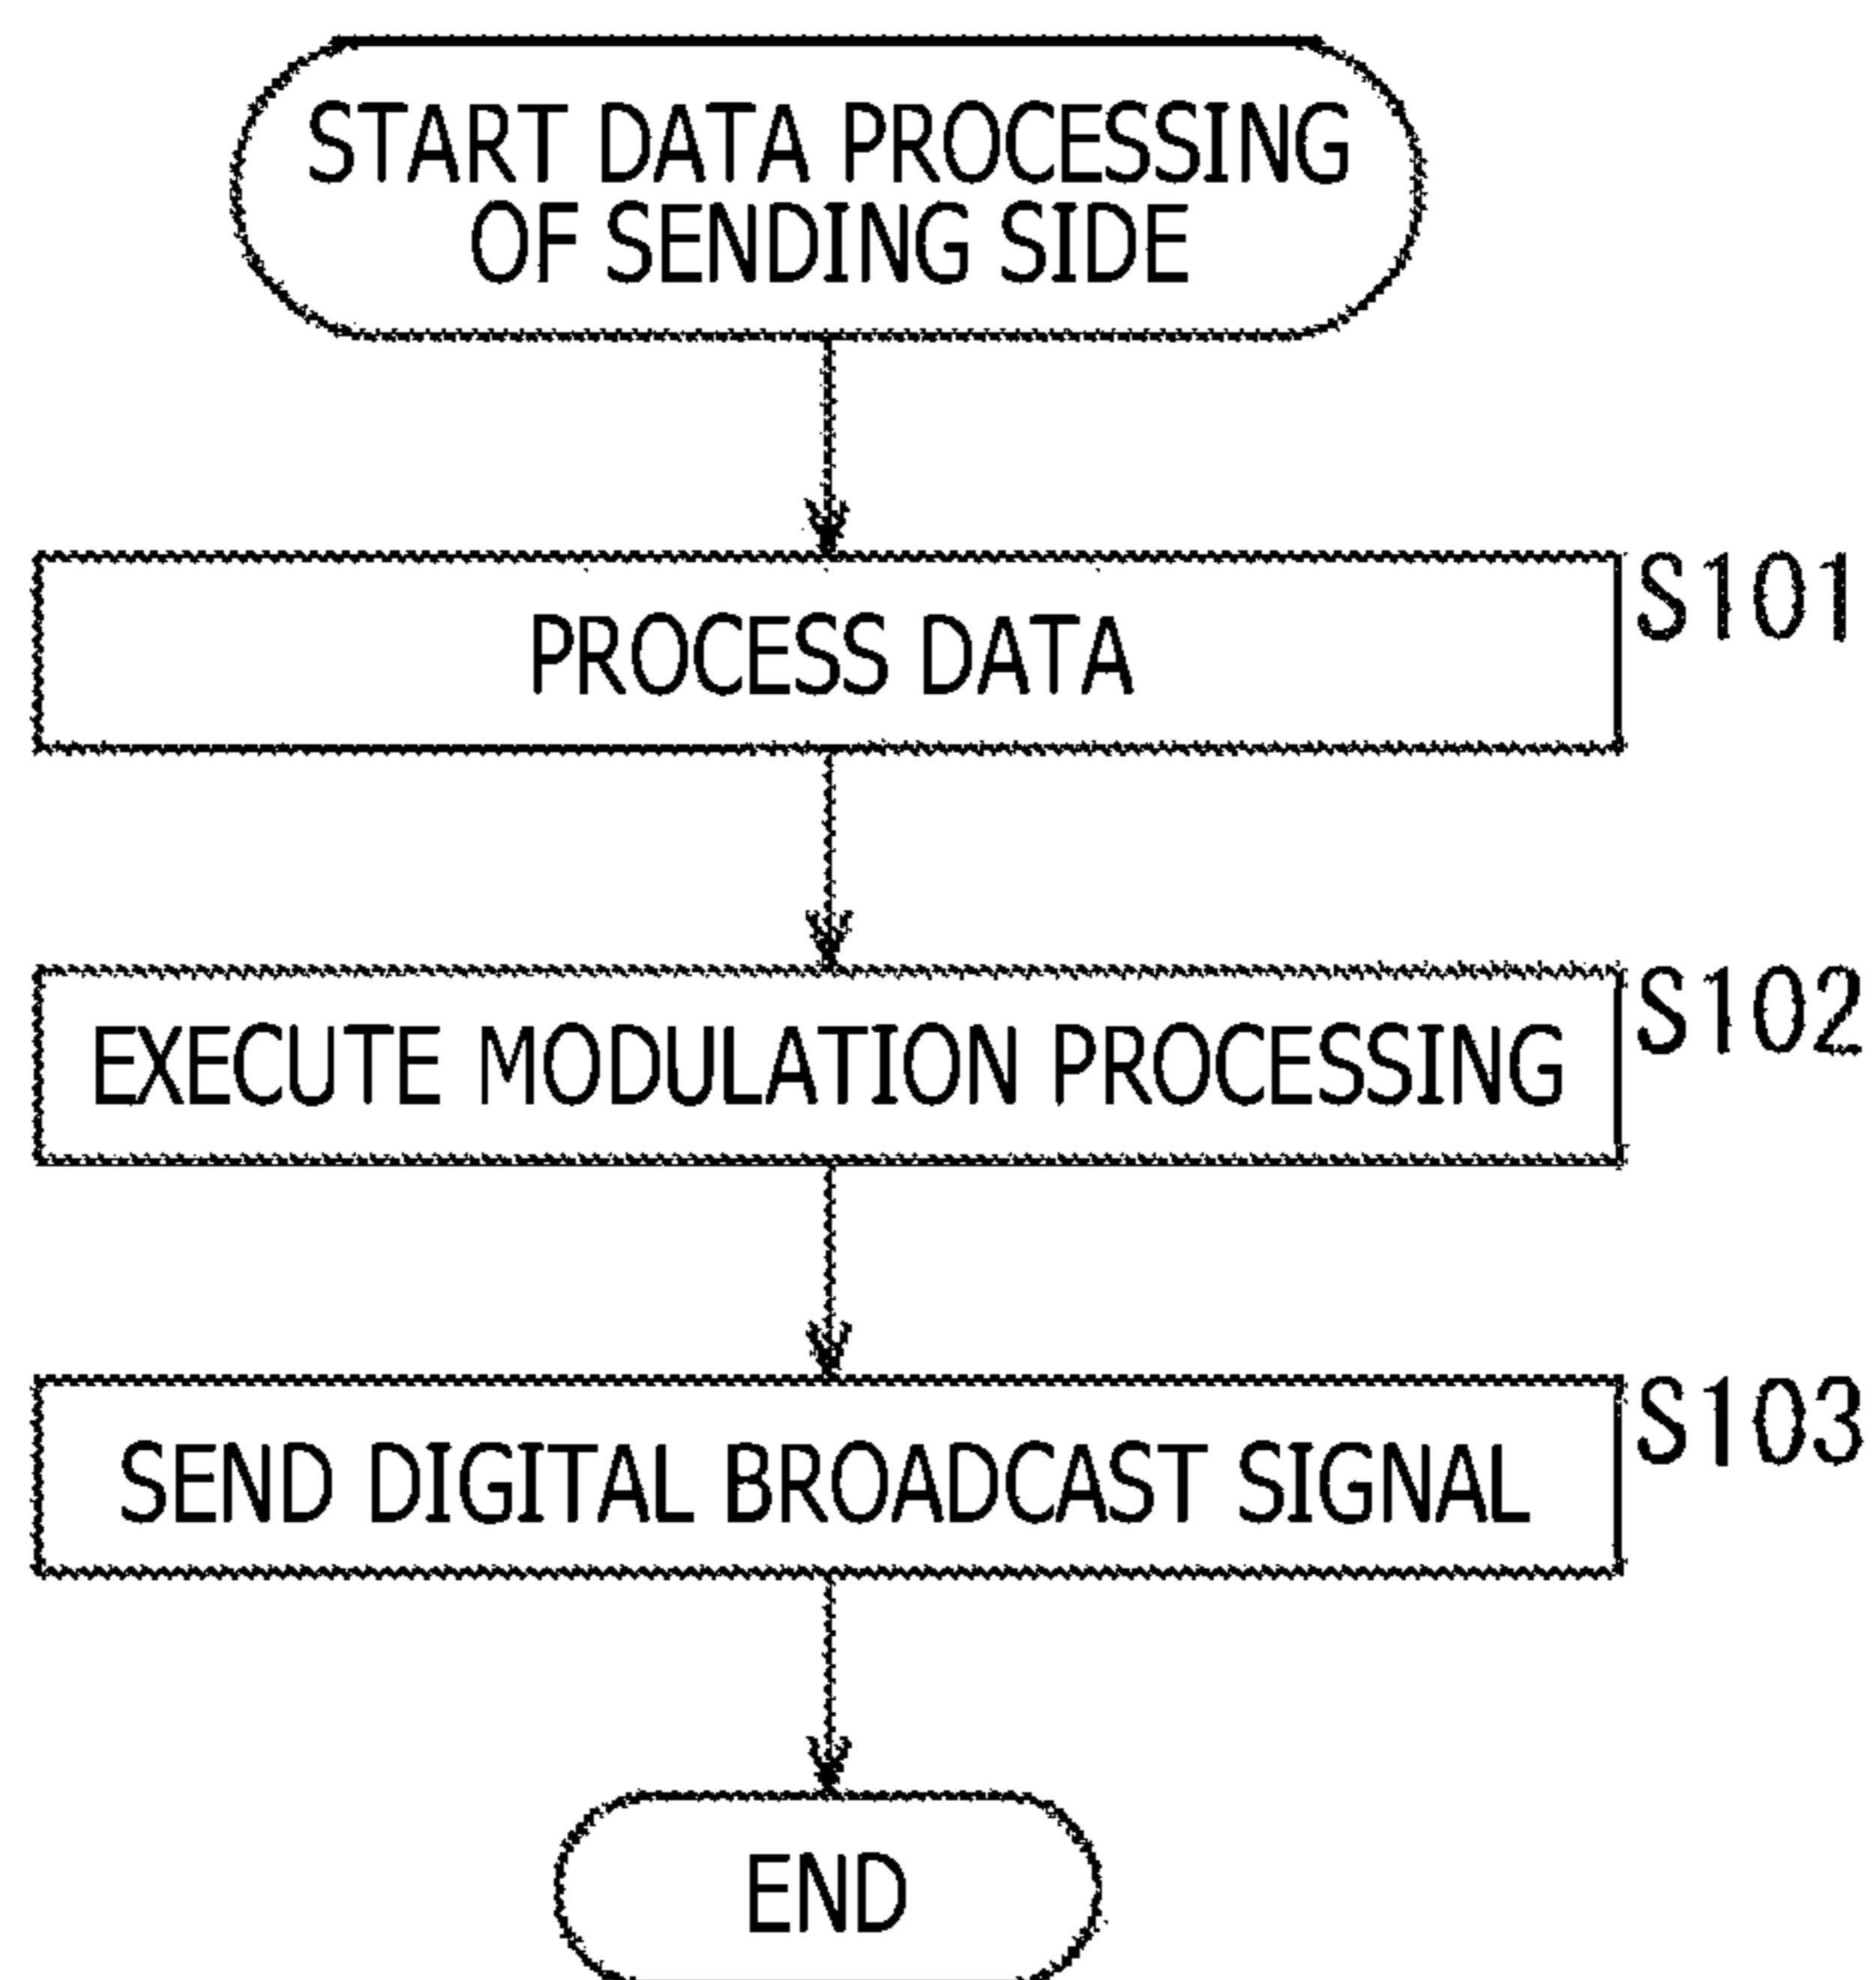 START DATA PROCESSING
OF SENDING SIDE
S101
PROCESS DATA
S102
EXECUTE MODULATION PROCESSING
S103
SEND DIGITAL BROADCAST SIGNAL
END